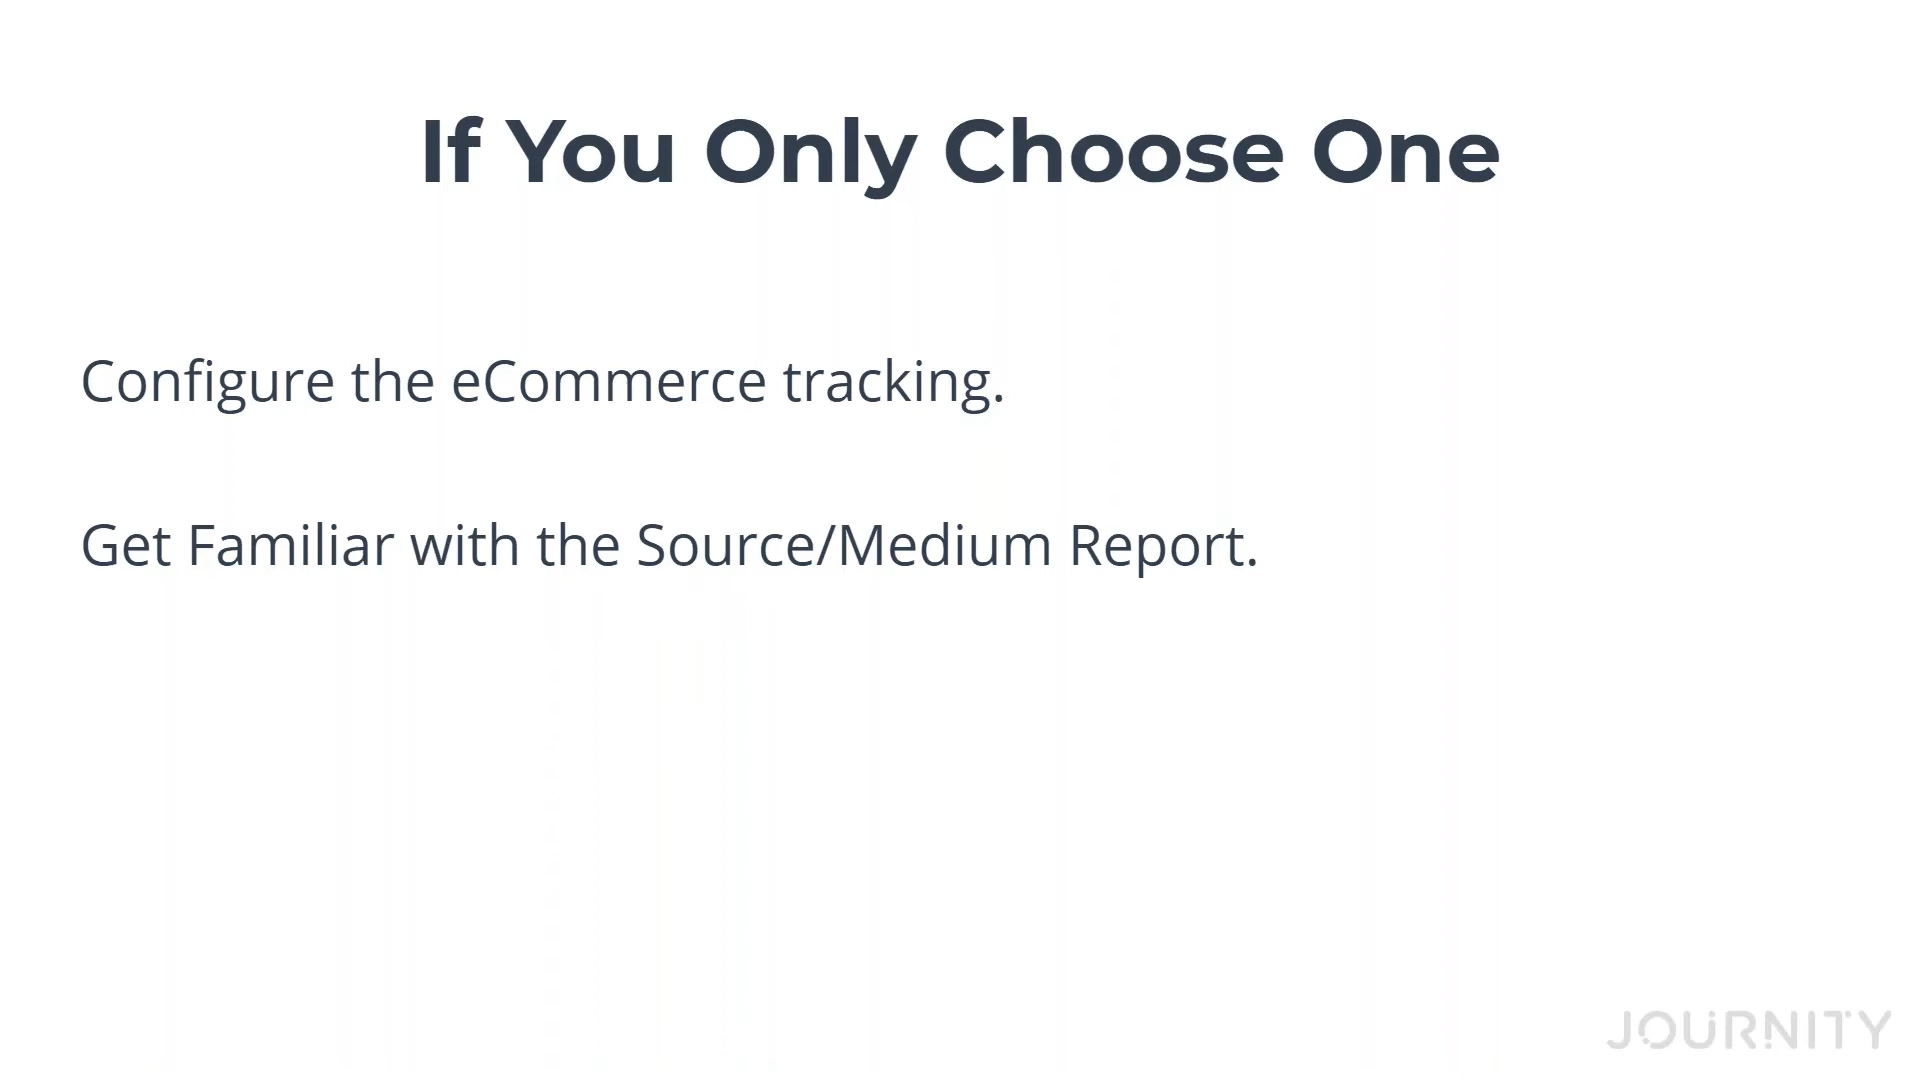 If You Only Choose One
Configure the eCommerce tracking.
Get Familiar with the Source/Medium Report.
JOURNITY